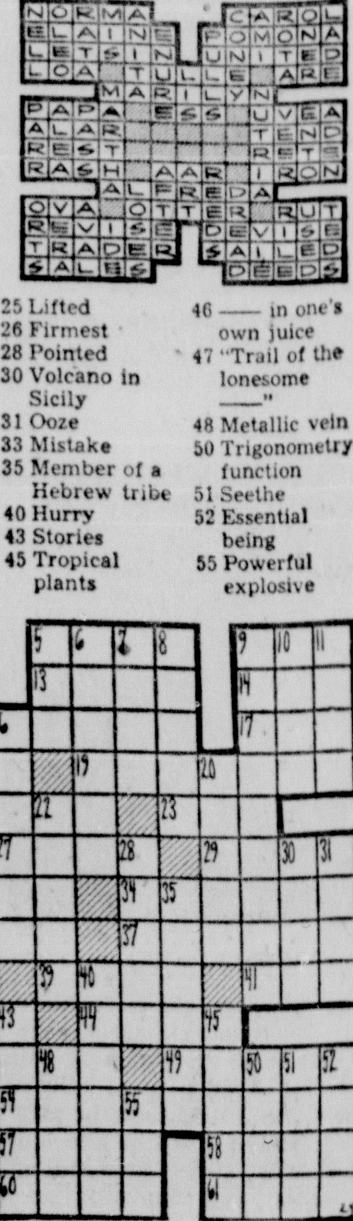 NORMA CAROL
ELAINE POMONA
LETSIN UNITED
LOA TULLE ARE
MARILYN
PAPA ESS UVEA
ALAR TEND
REST RETE
RASH AAR IRON
ALEREDA
OVA OTTER RUT
REVISE DEVISE
TRADER SAILED
SALES DEEDS
25 Lifted
26 Firmest
28 Pointed
30 Volcano in
Sicily
31 Ooze
33 Mistake
35 Member of a
Hebrew tribe
40 Hurry
43 Stories
45 Tropical
plants
46 —— in one's
own juice
47 "Trail of the
lonesome
——"
48 Metallic vein
50 Trigonometry
function
51 Seethe
52 Essential
being
55 Powerful
explosive
5 6 7 8 9 10 11
13 14
17
19 20
22 23
27 28 29 30 31
34 35
37
39 40 41
43 44 45
48 49 50 51 52
54 55
57 58
60 61